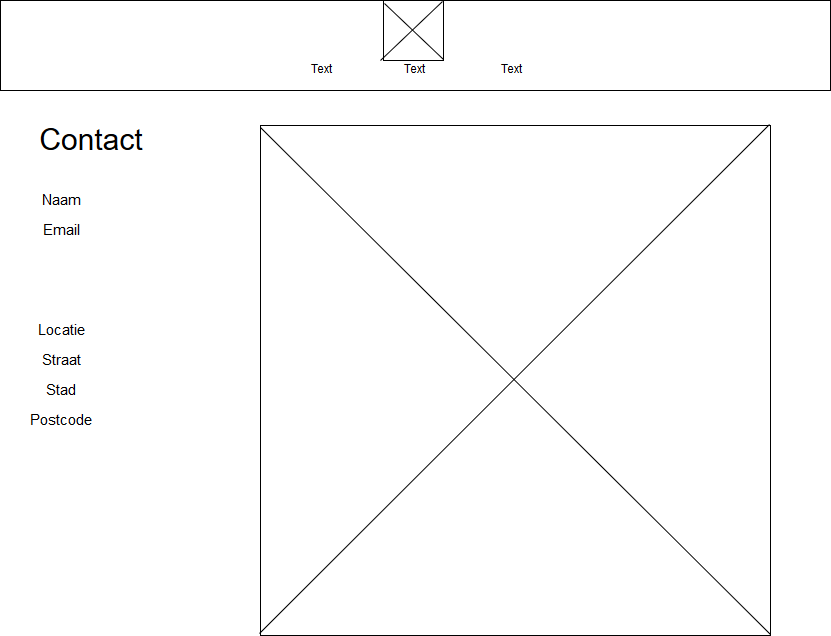 Text Text Text
Contact
Naam
Email
Locatie
Straat
Stad
Postcode